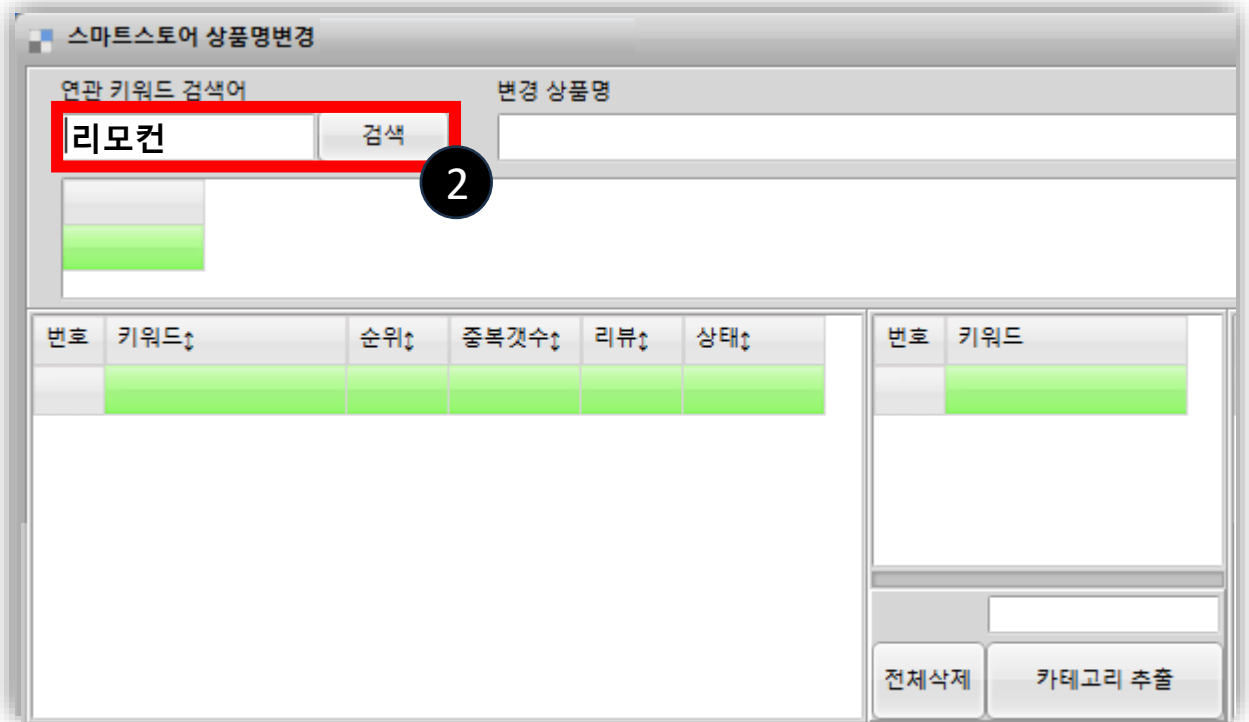 스마트스토어 상품명변경
연관 키워드 검색어 변경 상품명
리모컨 검색
2
번호 키워드↕ 순위↕ 중복갯수↕ 리뷰↕ 상태↕ 번호 키워드
전체삭제 카테고리 추출